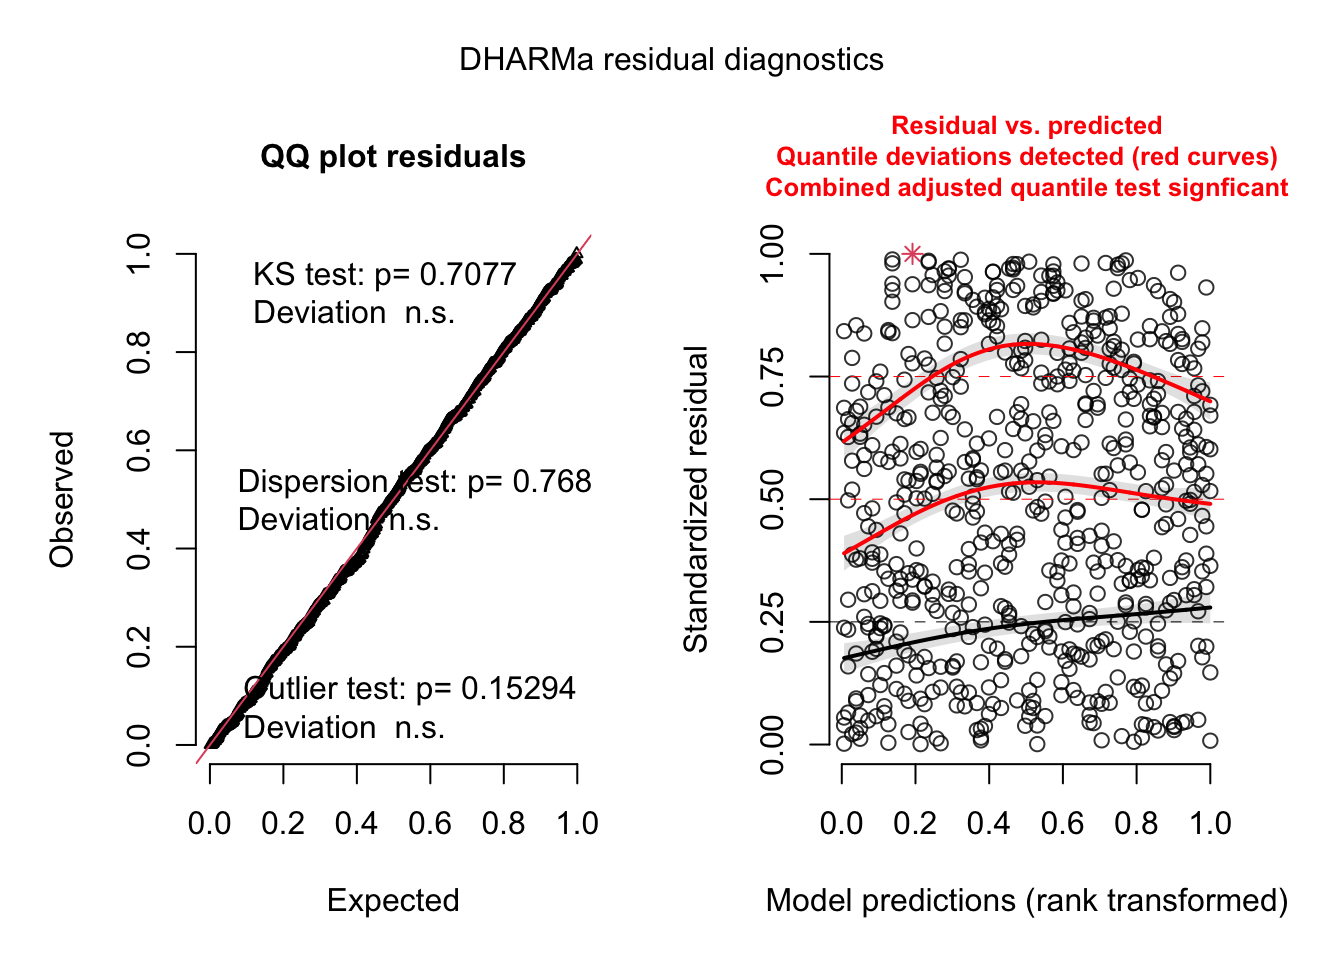 DHARMa residual diagnostics
QQ plot residuals
KS test: p= 0.7077
Deviation  n.s.
Dispersion test: p= 0.768
Deviation  n.s.
Outlier test: p= 0.15294
Deviation  n.s.
Observed
0.0 0.2 0.4 0.6 0.8 1.0
0.0 0.2 0.4 0.6 0.8 1.0
Expected
Residual vs. predicted
Quantile deviations detected (red curves)
Combined adjusted quantile test signficant
Standardized residual
0.00 0.25 0.50 0.75 1.00
0.0 0.2 0.4 0.6 0.8 1.0
Model predictions (rank transformed)